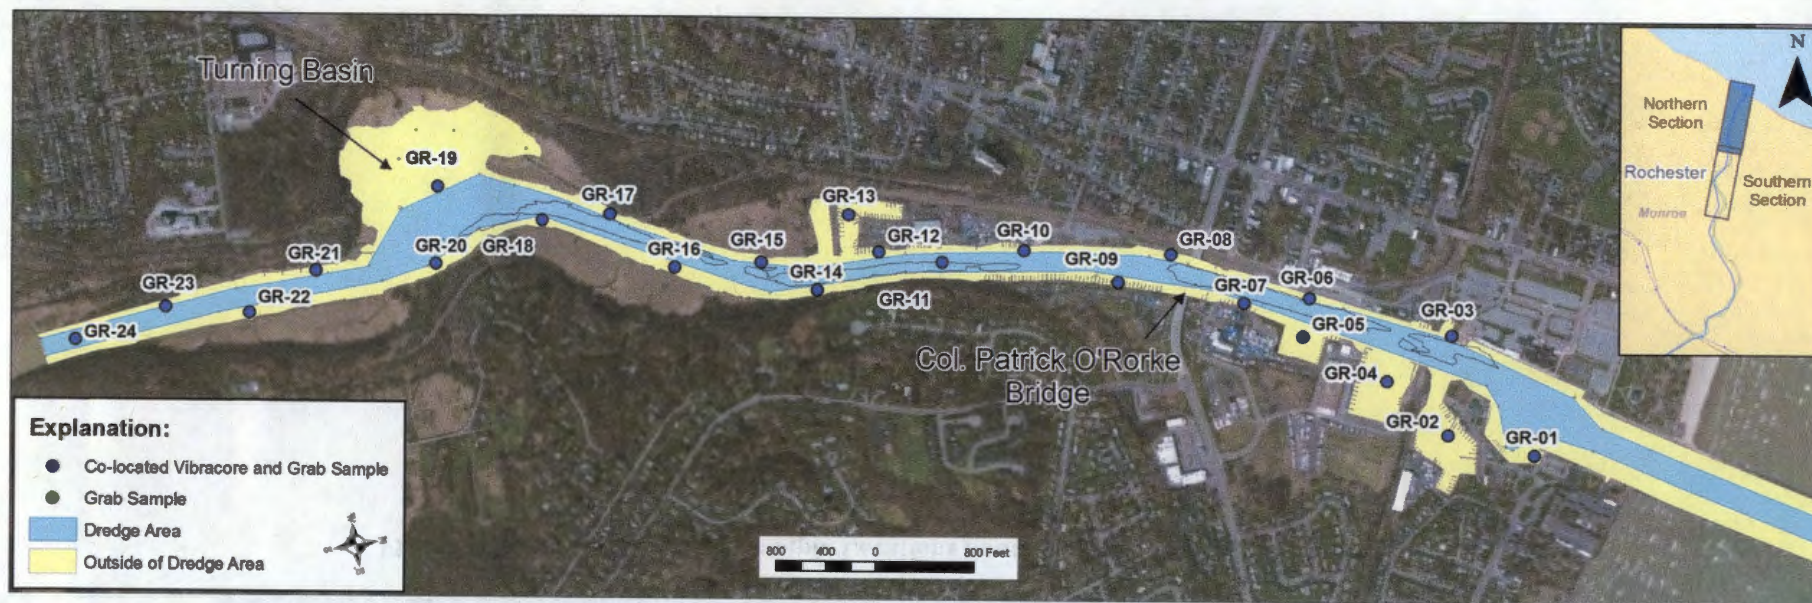 Turning Basin
GR-19
GR-17
GR-13
GR-21
GR-20
GR-18
GR-16
GR-15
GR-12
GR-10
GR-08
GR-14
GR-09
GR-23
GR-22
GR-11
GR-07
GR-06
GR-03
GR-24
GR-05
GR-04
GR-02
GR-01
Col. Patrick O'Rorke
Bridge
N
Northern
Section
Rochester
Southern
Section
Monroe
Explanation:
Co-located Vibracore and Grab Sample
Grab Sample
Dredge Area
Outside of Dredge Area
800 400 0 800 Feet